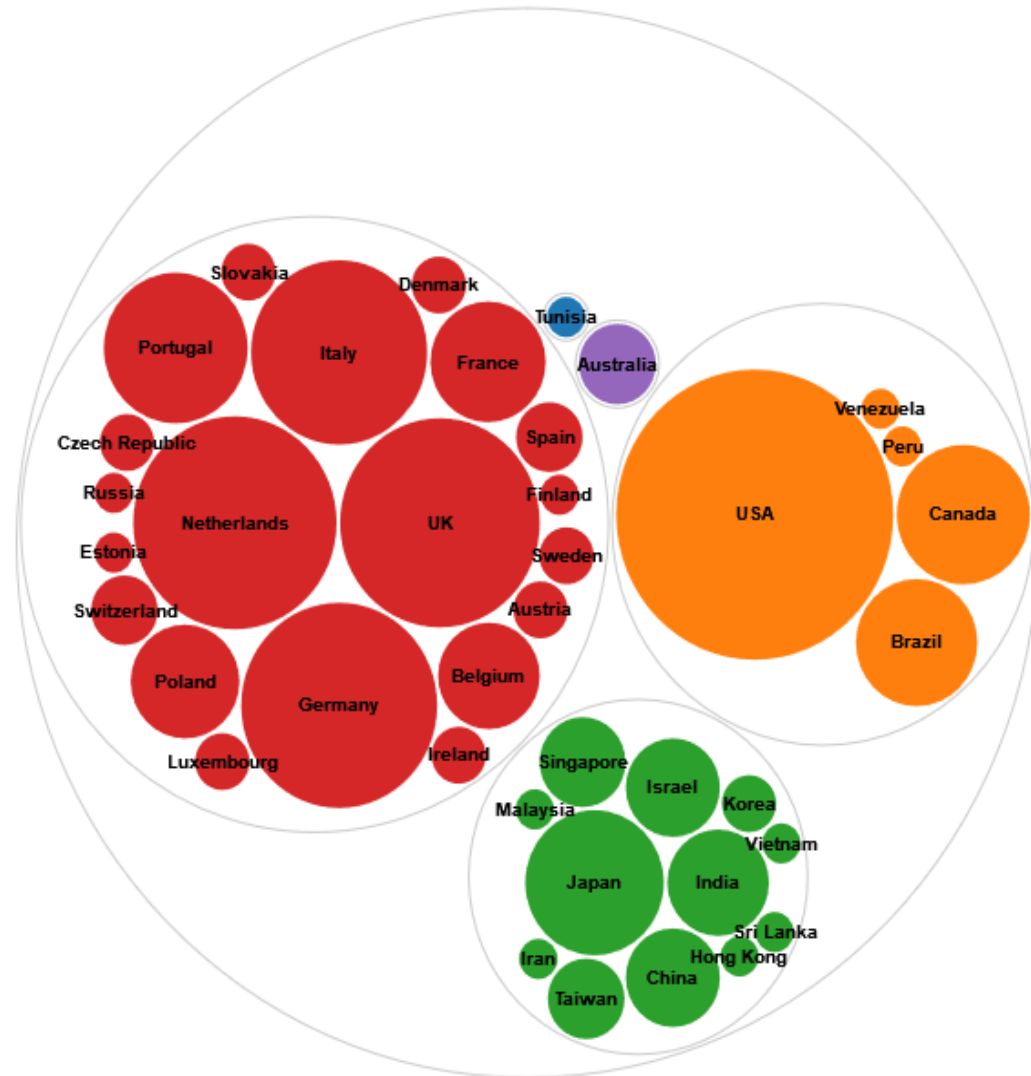 Slovakia
Denmark
Portugal
Italy
France
Tunisia
Australia
Venezuela
Peru
Czech Republic
Spain
Russia
Finland
Netherlands
UK
USA
Canada
Estonia
Sweden
Switzerland
Austria
Brazil
Poland
Belgium
Germany
Luxembourg
Ireland
Singapore
Israel
Malaysia
Korea
Vietnam
Japan
India
Sri Lanka
Iran
Hong Kong
China
Taiwan